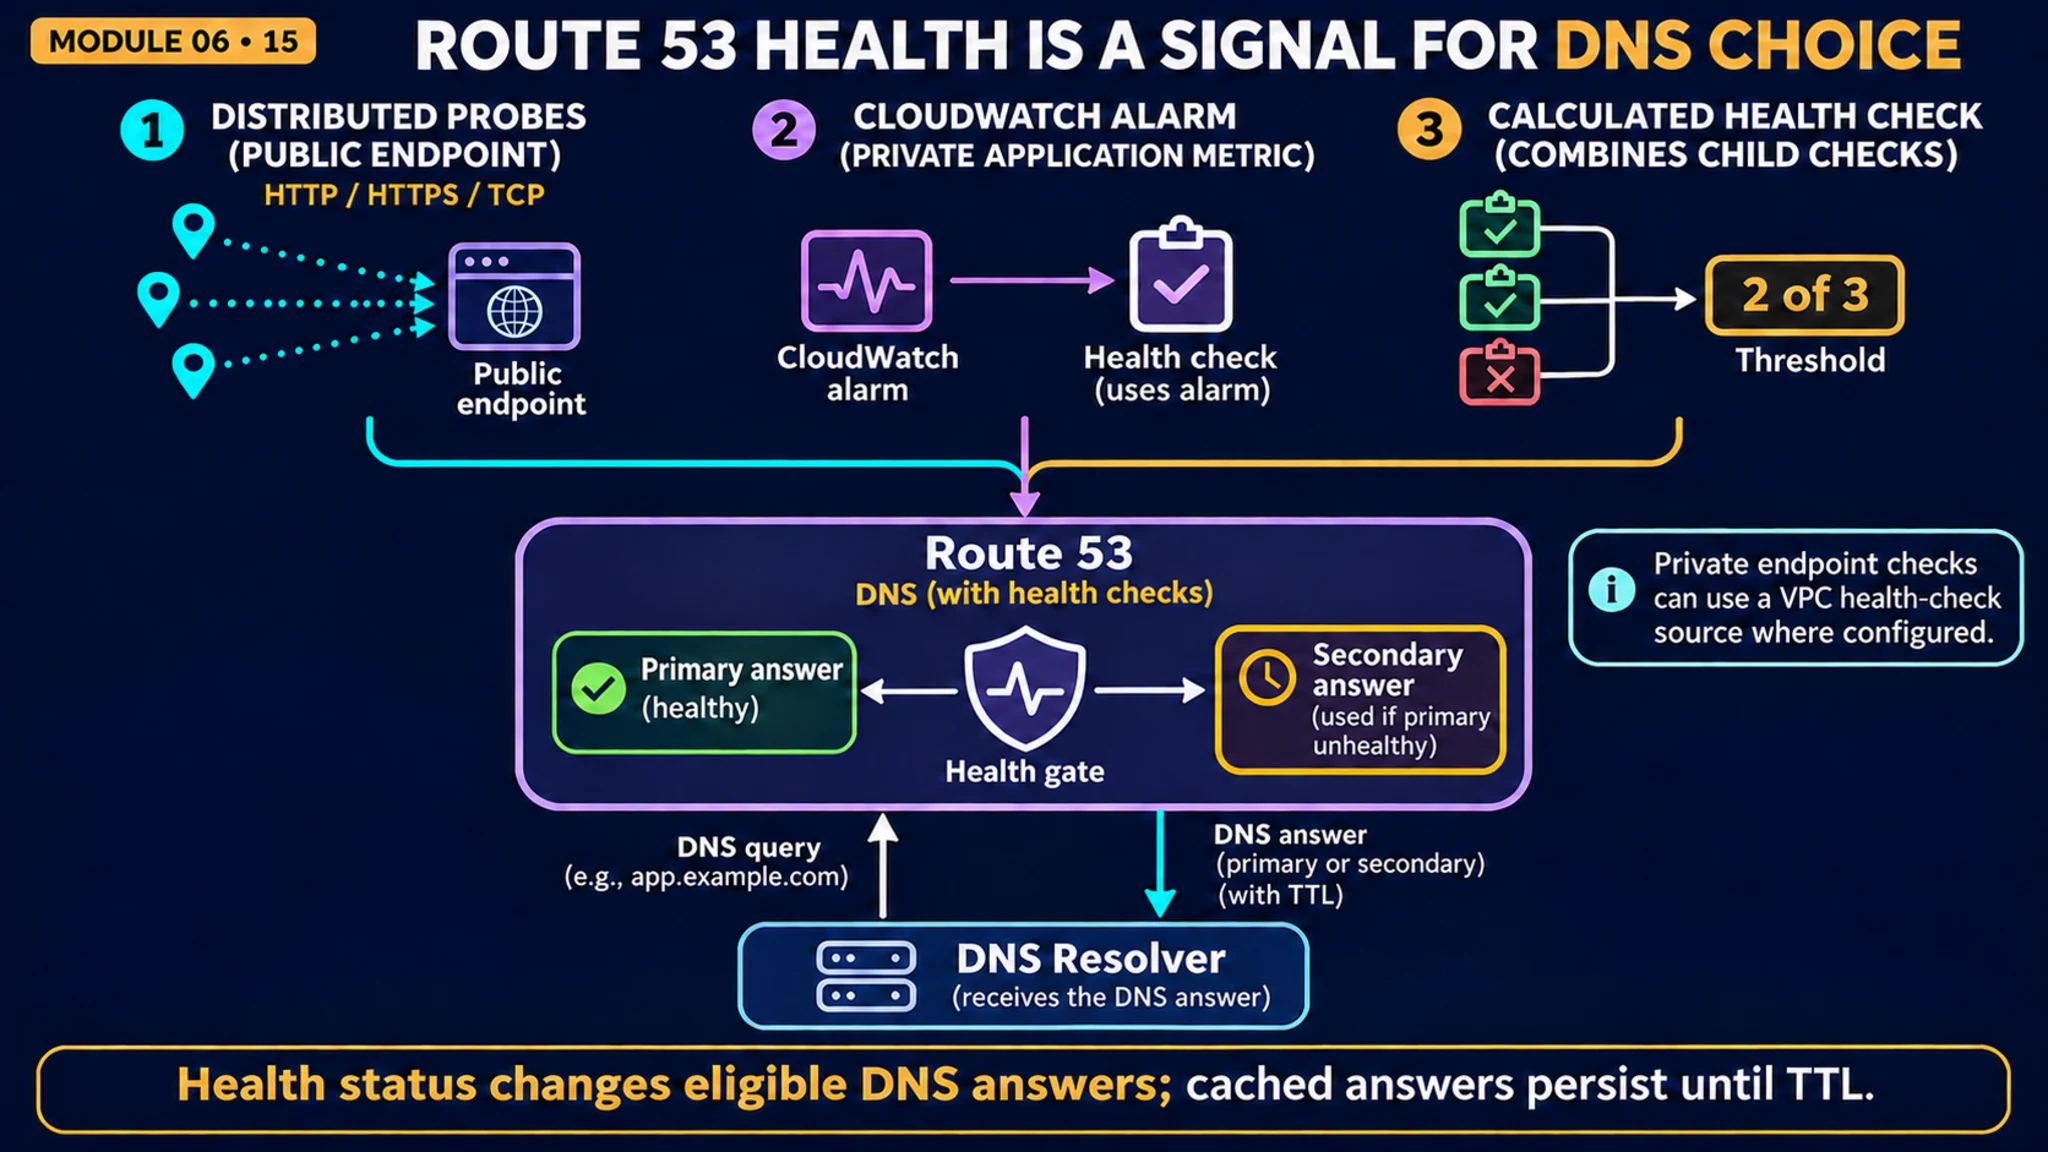 MODULE 06 • 15
ROUTE 53 HEALTH IS A SIGNAL FOR DNS CHOICE
1
DISTRIBUTED PROBES
(PUBLIC ENDPOINT)
HTTP / HTTPS / TCP
Public
endpoint
2
CLOUDWATCH ALARM
(PRIVATE APPLICATION METRIC)
CloudWatch
alarm
Health check
(uses alarm)
3
CALCULATED HEALTH CHECK
(COMBINES CHILD CHECKS)
2 of 3
Threshold
Route 53
DNS (with health checks)
Primary answer
(healthy)
Health gate
Secondary
answer
(used if primary
unhealthy)
i
Private endpoint checks
can use a VPC health-check
source where configured.
DNS query
(e.g., app.example.com)
DNS answer
(primary or secondary)
(with TTL)
DNS Resolver
(receives the DNS answer)
Health status changes eligible DNS answers; cached answers persist until TTL.